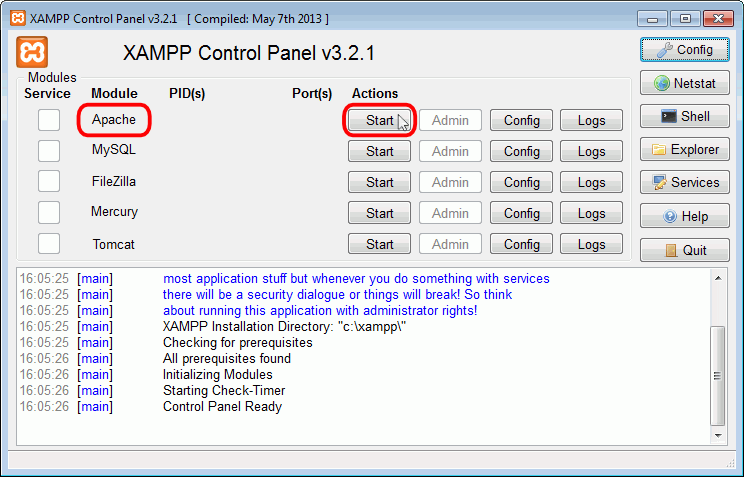 XAMPP Control Panel v3.2.1 [ Compiled: May 7th 2013 ]
XAMPP Control Panel v3.2.1
Config
Modules
Service Module PID(s) Port(s) Actions
Netstat
Apache Start Admin Config Logs
Shell
MySQL Start Admin Config Logs
Explorer
FileZilla Start Admin Config Logs
Services
Mercury Start Admin Config Logs
Help
Tomcat Start Admin Config Logs
Quit
16:05:25 [main] most application stuff but whenever you do something with services
16:05:25 [main] there will be a security dialogue or things will break! So think
16:05:25 [main] about running this application with administrator rights!
16:05:25 [main] XAMPP Installation Directory: "c:\xampp\"
16:05:25 [main] Checking for prerequisites
16:05:26 [main] All prerequisites found
16:05:26 [main] Initializing Modules
16:05:26 [main] Starting Check-Timer
16:05:26 [main] Control Panel Ready